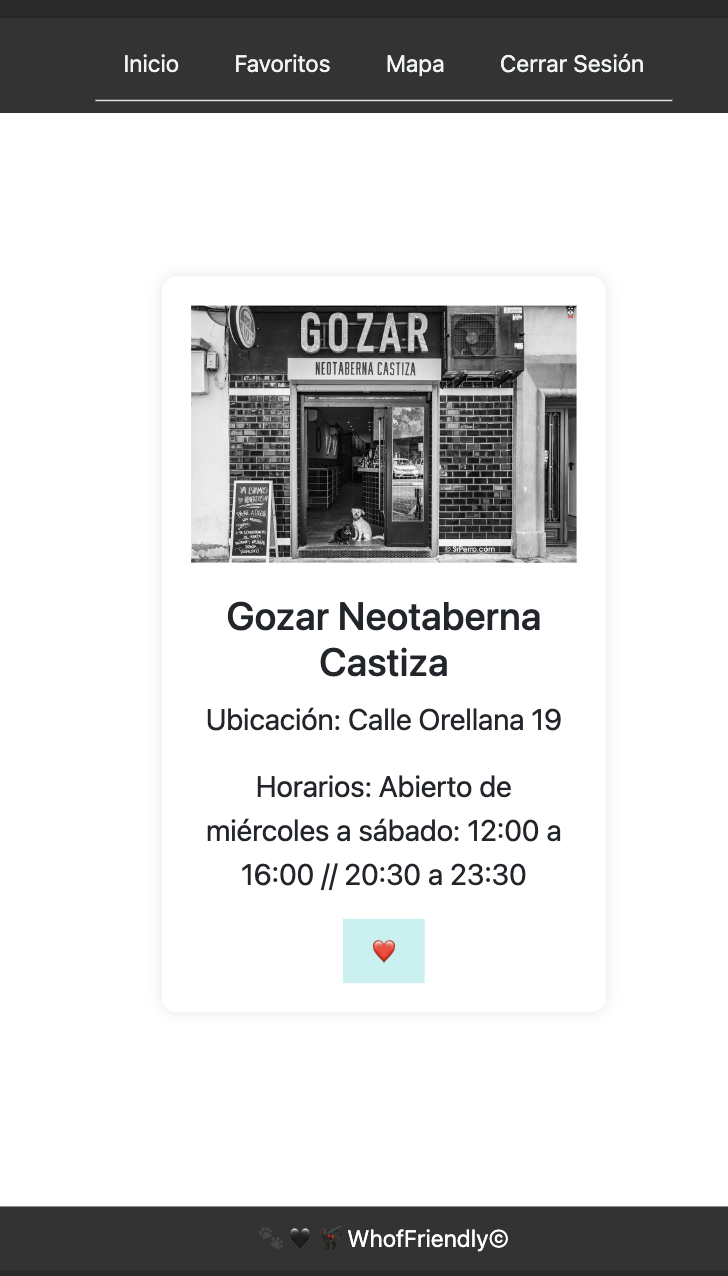 Inicio Favoritos Mapa Cerrar Sesión
GOZAR
NEOTABERNA CASTIZA
© SrPerro.com
Gozar Neotaberna
Castiza
Ubicación: Calle Orellana 19
Horarios: Abierto de
miércoles a sábado: 12:00 a
16:00 // 20:30 a 23:30
❤️
🐾 🖤 🐕‍🦺 WhofFriendly©